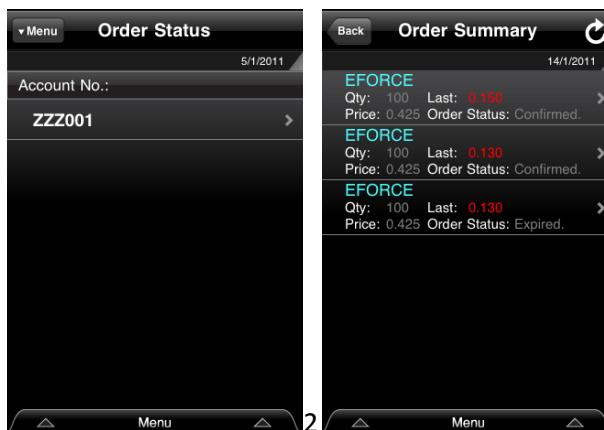 Menu Order Status
5/1/2011
Account No.:
ZZZ001
Menu
2
Back Order Summary
14/1/2011
EFORCE
Qty: 100 Last: 0.150
Price: 0.425 Order Status: Confirmed.
EFORCE
Qty: 100 Last: 0.130
Price: 0.425 Order Status: Confirmed.
EFORCE
Qty: 100 Last: 0.130
Price: 0.425 Order Status: Expired.
Menu